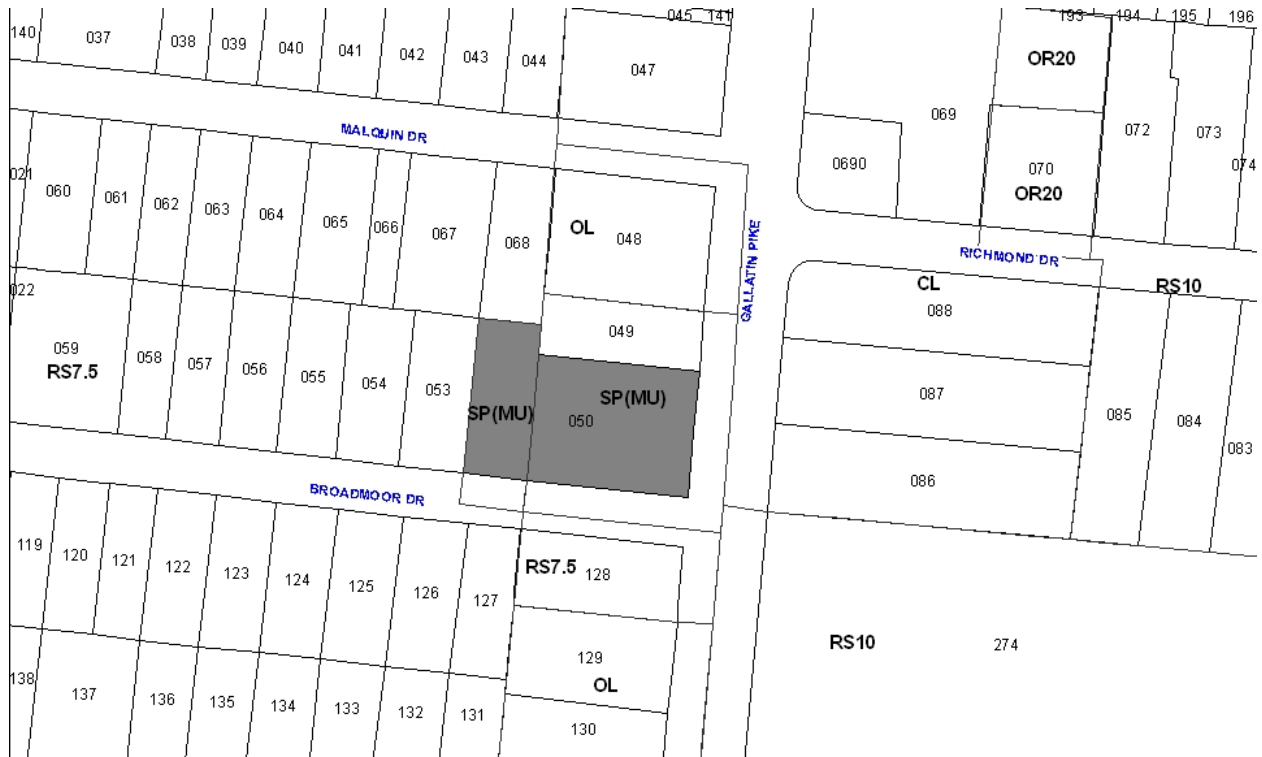 045 141
193 194 195 196
140 037 038 039 040 041 042 043 044 047
OR20
069 072 073 074
MALQUIN DR
0690 070
OR20
021 060 061 062 063 064 065 066 067 068
OL 048
GALLATIN PIKE
RICHMOND DR
RS10
CL
088
022
049
059
RS7.5
058 057 056 055 054 053
SP(MU)
SP(MU)
050
087
085 084 083
086
BROADMOOR DR
119 120 121 122 123 124 125 126 127
RS7.5 128
RS10 274
129
OL
138 137 136 135 134 133 132 131
130